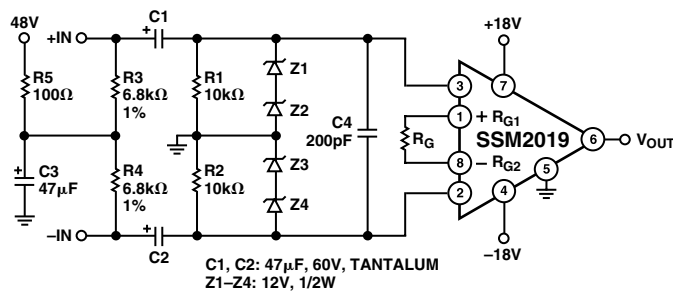 48V
+IN
C1
+
+18V
R5
100Ω
R3
6.8kΩ
1%
R1
10kΩ
Z1
Z2
C4
200pF
3
7
1
+ RG1
RG
SSM2019
6
VOUT
8
– RG2
5
2
4
+
C3
47μF
R4
6.8kΩ
1%
R2
10kΩ
Z3
Z4
–IN
+
C2
–18V
C1, C2: 47μF, 60V, TANTALUM
Z1–Z4: 12V, 1/2W